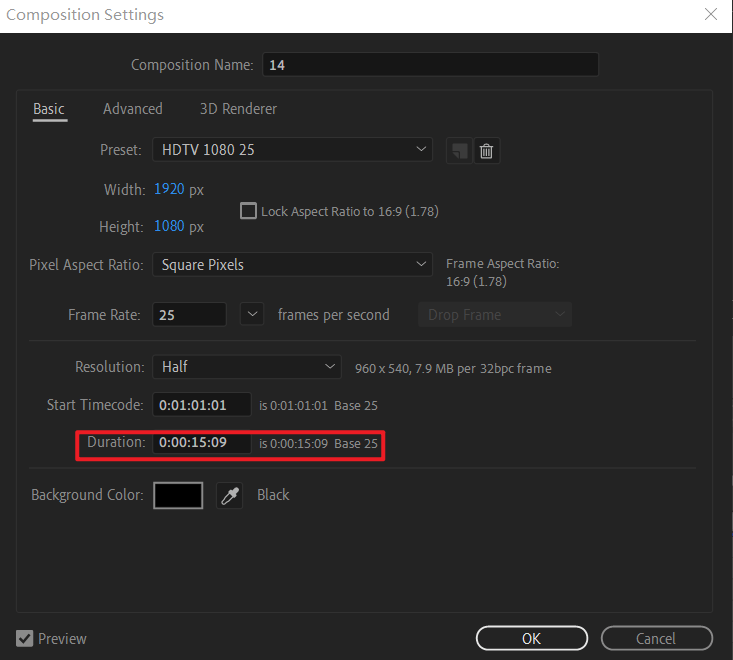 Composition Settings
Composition Name: 14
Basic Advanced 3D Renderer
Preset: HDTV 1080 25
Width: 1920 px
Lock Aspect Ratio to 16:9 (1.78)
Height: 1080 px
Pixel Aspect Ratio: Square Pixels
Frame Aspect Ratio:
16:9 (1.78)
Frame Rate: 25 frames per second Drop Frame
Resolution: Half 960 x 540, 7.9 MB per 32bpc frame
Start Timecode: 0:01:01:01 is 0:01:01:01 Base 25
Duration: 0:00:15:09 is 0:00:15:09 Base 25
Background Color: Black
Preview OK Cancel